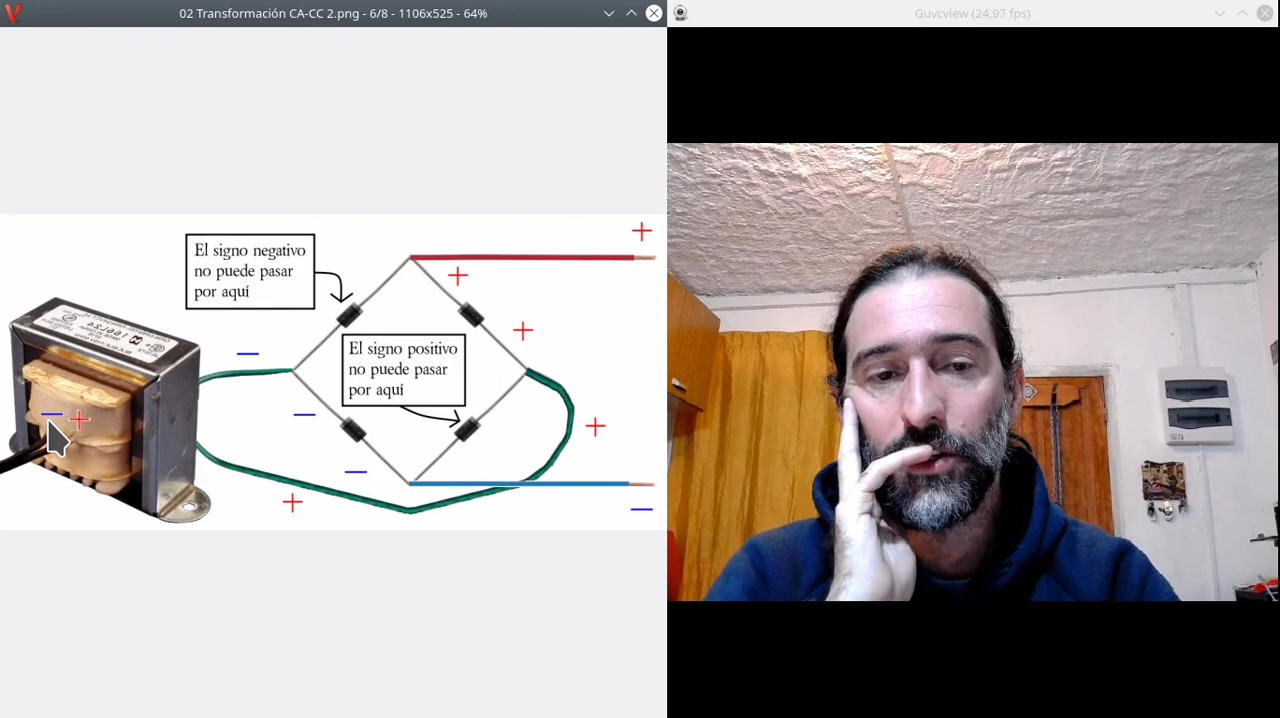 02 Transformación CA-CC 2.png - 6/8 - 1106x525 - 64%
Guvcview (24,97 fps)
El signo negativo
no puede pasar
por aquí
El signo positivo
no puede pasar
por aquí
+
+
+
+
+
+
−
−
−
−
−